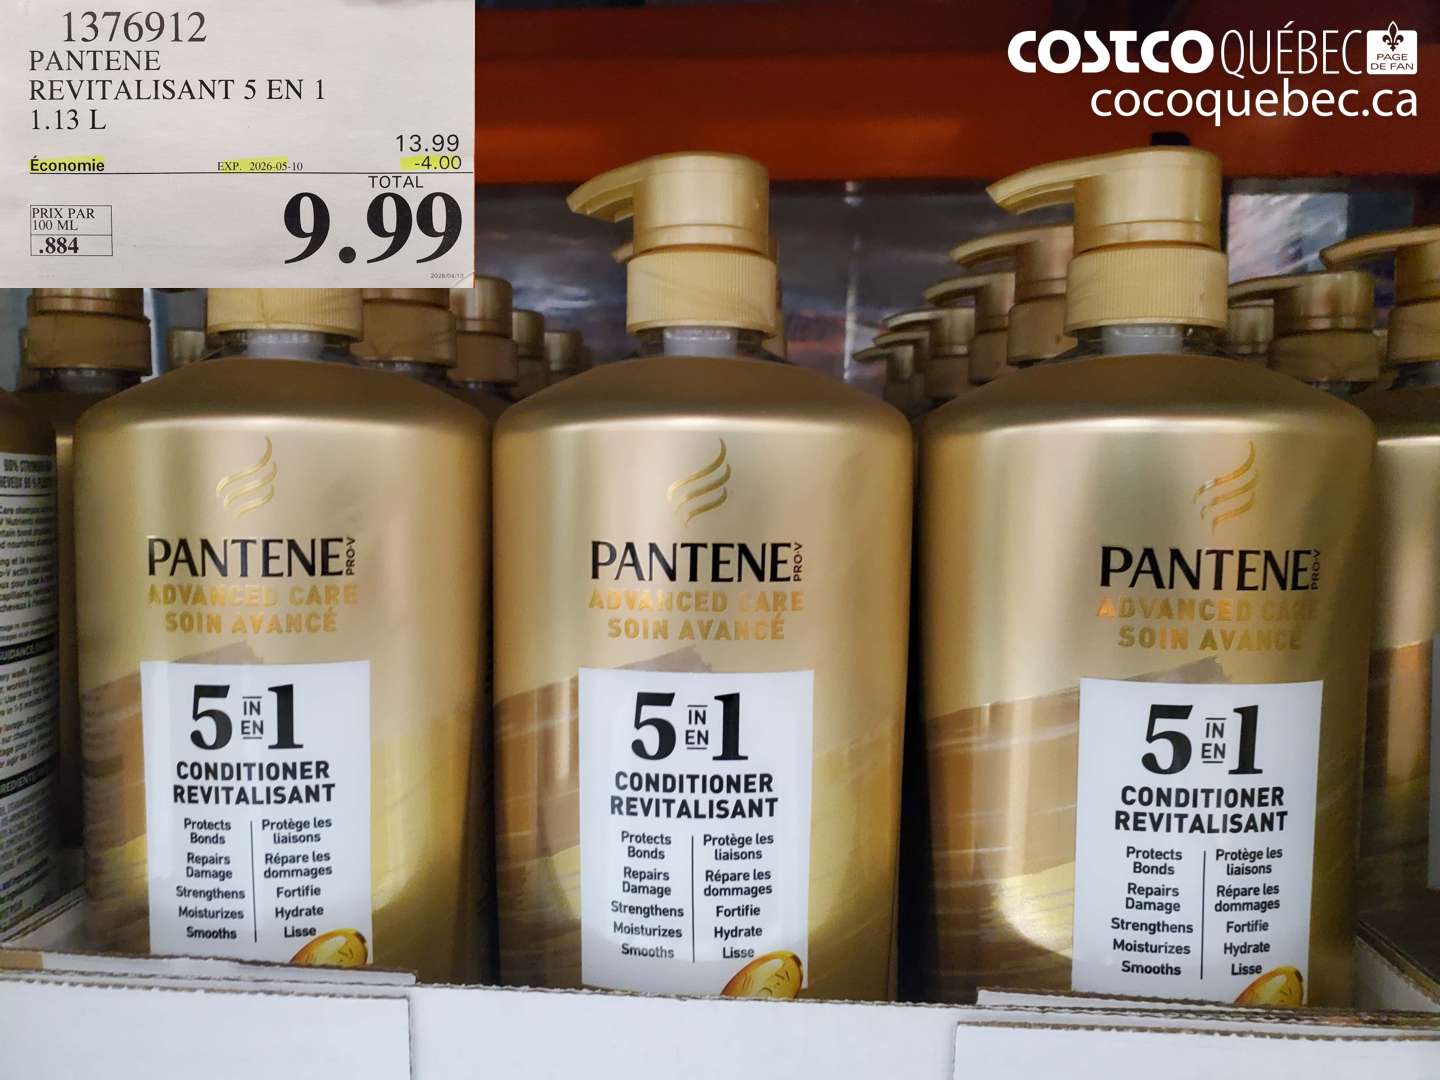 1376912
PANTENE
REVITALISANT 5 EN 1
1.13 L
13.99
Économie EXP. 2026-05-10 -4.00
TOTAL
9.99
PRIX PAR
100 ML
.884
COSTCO QUÉBEC
PAGE
DE FAN
cocoquebec.ca
PANTENE PRO-V
ADVANCED CARE
SOIN AVANCÉ
5 IN EN 1
CONDITIONER
REVITALISANT
Protects Bonds
Repairs Damage
Strengthens
Moisturizes
Smooths
Protège les liaisons
Répare les dommages
Fortifie
Hydrate
Lisse
PANTENE PRO-V
ADVANCED CARE
SOIN AVANCÉ
5 IN EN 1
CONDITIONER
REVITALISANT
Protects Bonds
Repairs Damage
Strengthens
Moisturizes
Smooths
Protège les liaisons
Répare les dommages
Fortifie
Hydrate
Lisse
PANTENE PRO-V
ADVANCED CARE
SOIN AVANCÉ
5 IN EN 1
CONDITIONER
REVITALISANT
Protects Bonds
Repairs Damage
Strengthens
Moisturizes
Smooths
Protège les liaisons
Répare les dommages
Fortifie
Hydrate
Lisse